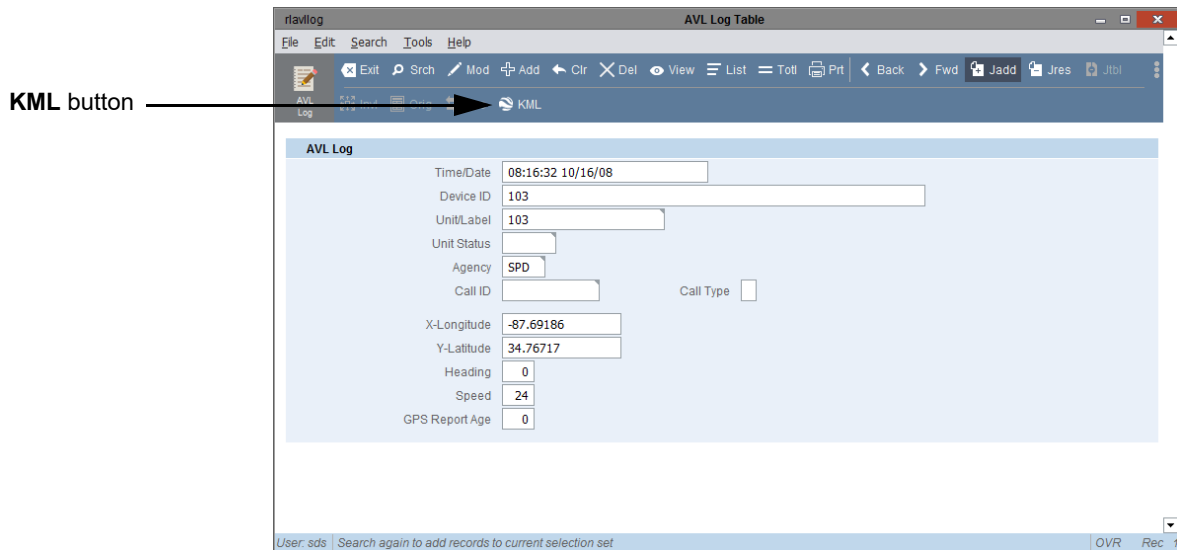 rlavllog AVL Log Table
File Edit Search Tools Help
Exit Srch Mod Add Clr Del View List Totl Prt Back Fwd Jadd Jres Jtbl
AVL Log
Orig
KML
KML button
AVL Log
Time/Date 08:16:32 10/16/08
Device ID 103
Unit/Label 103
Unit Status
Agency SPD
Call ID Call Type
X-Longitude -87.69186
Y-Latitude 34.76717
Heading 0
Speed 24
GPS Report Age 0
User: sds Search again to add records to current selection set OVR Rec 1